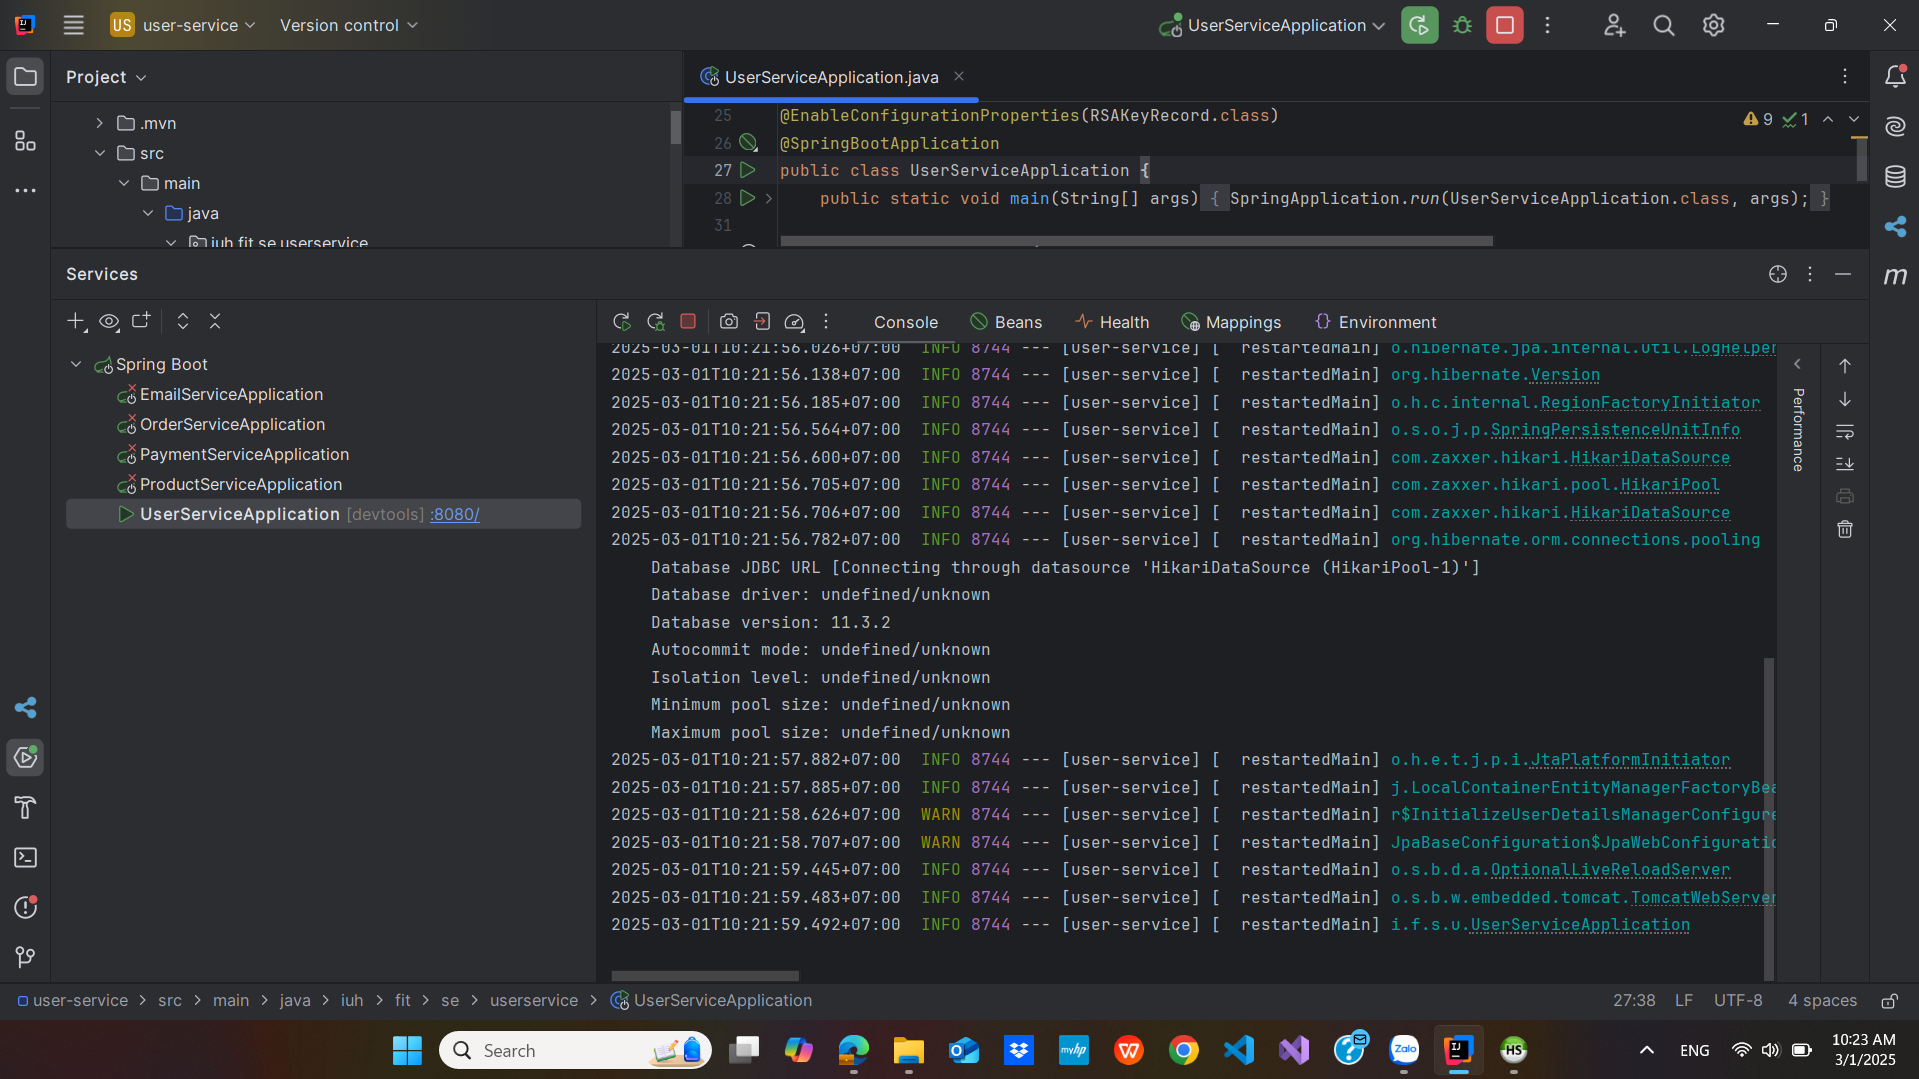 US user-service Version control UserServiceApplication
Project
UserServiceApplication.java
.mvn
src
main
java
iuh.fit.se.userservice
25 @EnableConfigurationProperties(RSAKeyRecord.class)
26 @SpringBootApplication
27 public class UserServiceApplication {
28 public static void main(String[] args) { SpringApplication.run(UserServiceApplication.class, args); }
31
9 1
Services
Spring Boot
EmailServiceApplication
OrderServiceApplication
PaymentServiceApplication
ProductServiceApplication
UserServiceApplication [devtools] :8080/
Console Beans Health Mappings Environment
2025-03-01T10:21:56.026+07:00 INFO 8744 --- [user-service] [ restartedMain] o.hibernate.jpa.internal.util.LogHelper
2025-03-01T10:21:56.138+07:00 INFO 8744 --- [user-service] [ restartedMain] org.hibernate.Version
2025-03-01T10:21:56.185+07:00 INFO 8744 --- [user-service] [ restartedMain] o.h.c.internal.RegionFactoryInitiator
2025-03-01T10:21:56.564+07:00 INFO 8744 --- [user-service] [ restartedMain] o.s.o.j.p.SpringPersistenceUnitInfo
2025-03-01T10:21:56.600+07:00 INFO 8744 --- [user-service] [ restartedMain] com.zaxxer.hikari.HikariDataSource
2025-03-01T10:21:56.705+07:00 INFO 8744 --- [user-service] [ restartedMain] com.zaxxer.hikari.pool.HikariPool
2025-03-01T10:21:56.706+07:00 INFO 8744 --- [user-service] [ restartedMain] com.zaxxer.hikari.HikariDataSource
2025-03-01T10:21:56.782+07:00 INFO 8744 --- [user-service] [ restartedMain] org.hibernate.orm.connections.pooling
Database JDBC URL [Connecting through datasource 'HikariDataSource (HikariPool-1)']
Database driver: undefined/unknown
Database version: 11.3.2
Autocommit mode: undefined/unknown
Isolation level: undefined/unknown
Minimum pool size: undefined/unknown
Maximum pool size: undefined/unknown
2025-03-01T10:21:57.882+07:00 INFO 8744 --- [user-service] [ restartedMain] o.h.e.t.j.p.i.JtaPlatformInitiator
2025-03-01T10:21:57.885+07:00 INFO 8744 --- [user-service] [ restartedMain] j.LocalContainerEntityManagerFactoryBea
2025-03-01T10:21:58.626+07:00 WARN 8744 --- [user-service] [ restartedMain] r$InitializeUserDetailsManagerConfigure
2025-03-01T10:21:58.707+07:00 WARN 8744 --- [user-service] [ restartedMain] JpaBaseConfiguration$JpaWebConfiguratio
2025-03-01T10:21:59.445+07:00 INFO 8744 --- [user-service] [ restartedMain] o.s.b.d.a.OptionalLiveReloadServer
2025-03-01T10:21:59.483+07:00 INFO 8744 --- [user-service] [ restartedMain] o.s.b.w.embedded.tomcat.TomcatWebServer
2025-03-01T10:21:59.492+07:00 INFO 8744 --- [user-service] [ restartedMain] i.f.s.u.UserServiceApplication
Performance
m
user-service > src > main > java > iuh > fit > se > userservice > UserServiceApplication
27:38 LF UTF-8 4 spaces
Search
myhp
Zalo
IJ
HS
ENG
10:23 AM
3/1/2025